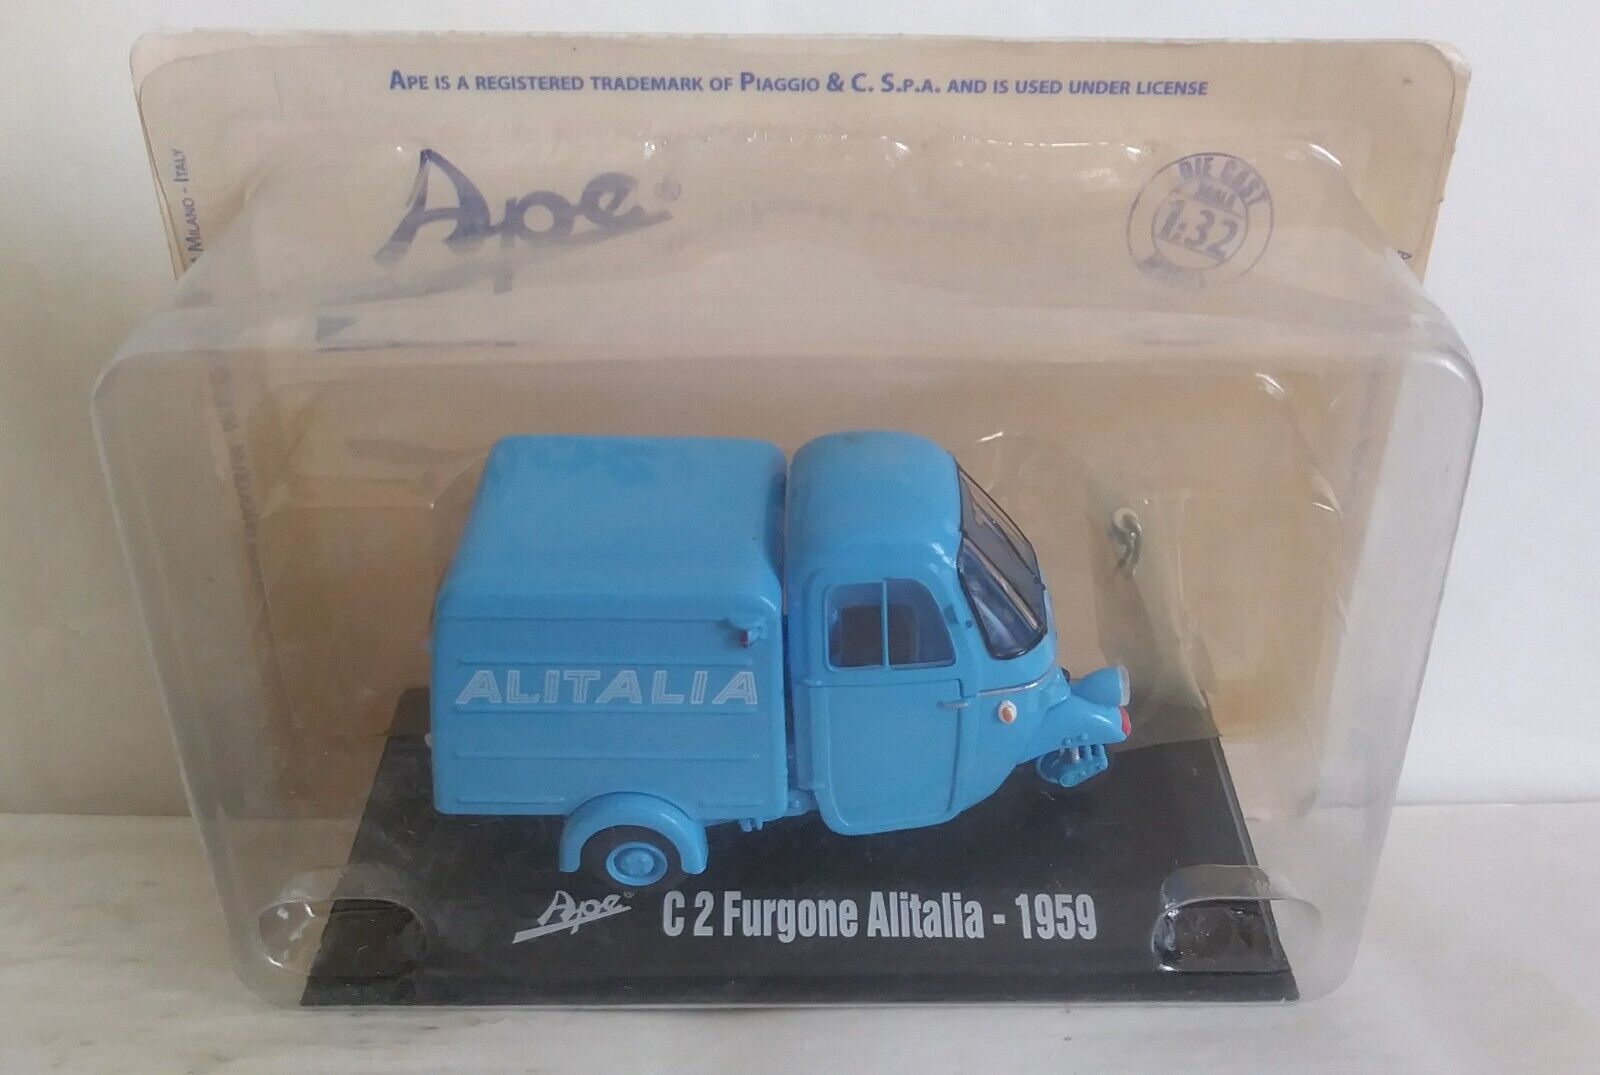 APE IS A REGISTERED TRADEMARK OF PIAGGIO & C. S.P.A. AND IS USED UNDER LICENSE
MILANO - ITALY
Ape®
DIE CAST
SCALA
1:32
ALITALIA
Ape® C 2 Furgone Alitalia - 1959